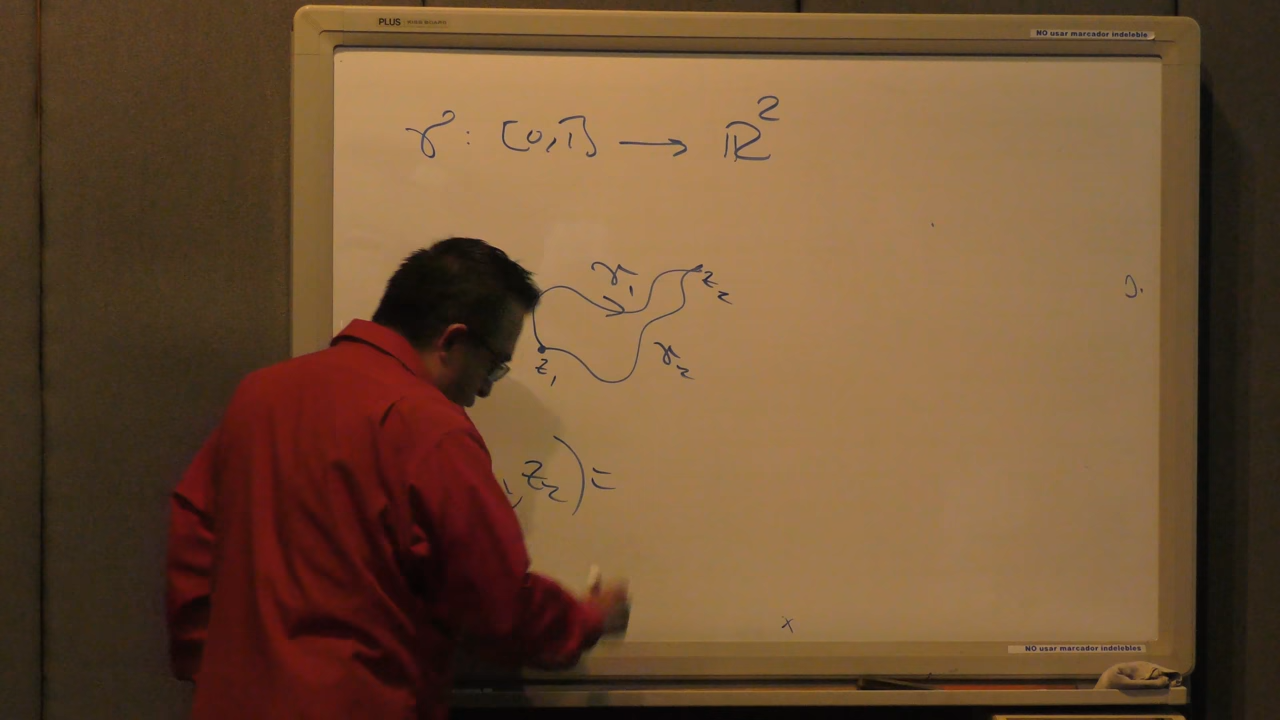 PLUS
NO usar marcador indeleble
γ: [0,1] → ℝ²
γ₁
z₂
z₁
γ₂
, z₂) =
x
NO usar marcador indelebles